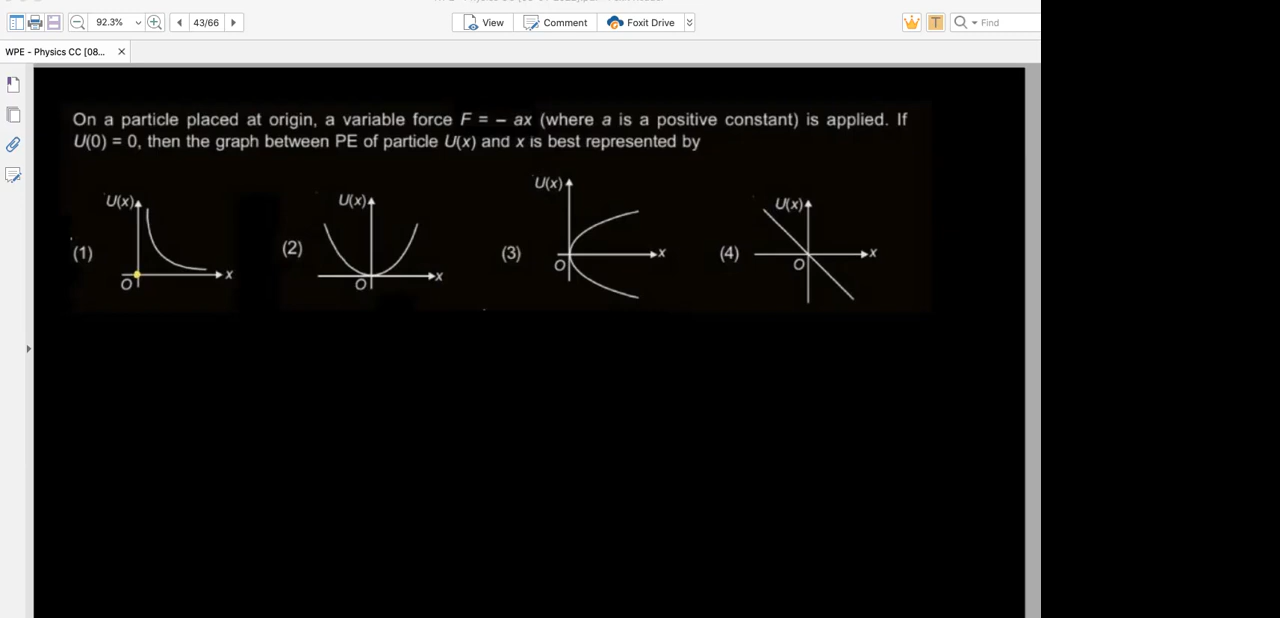 92.3%
43/66
View
Comment
Foxit Drive
T
Find
WPE - Physics CC [08...
On a particle placed at origin, a variable force F = – ax (where a is a positive constant) is applied. If
U(0) = 0, then the graph between PE of particle U(x) and x is best represented by
(1)
U(x)
O
x
(2)
U(x)
O
x
(3)
U(x)
O
x
(4)
U(x)
O
x